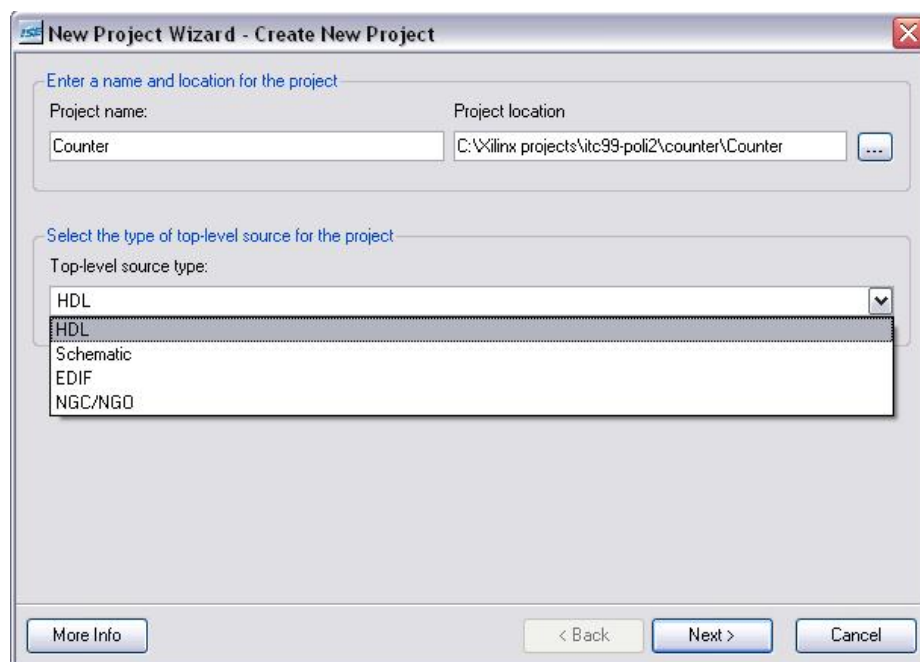 ISE New Project Wizard - Create New Project
Enter a name and location for the project
Project name: Project location
Counter C:\Xilinx projects\itc99-poli2\counter\Counter ...
Select the type of top-level source for the project
Top-level source type:
HDL
HDL
Schematic
EDIF
NGC/NGO
More Info < Back Next > Cancel